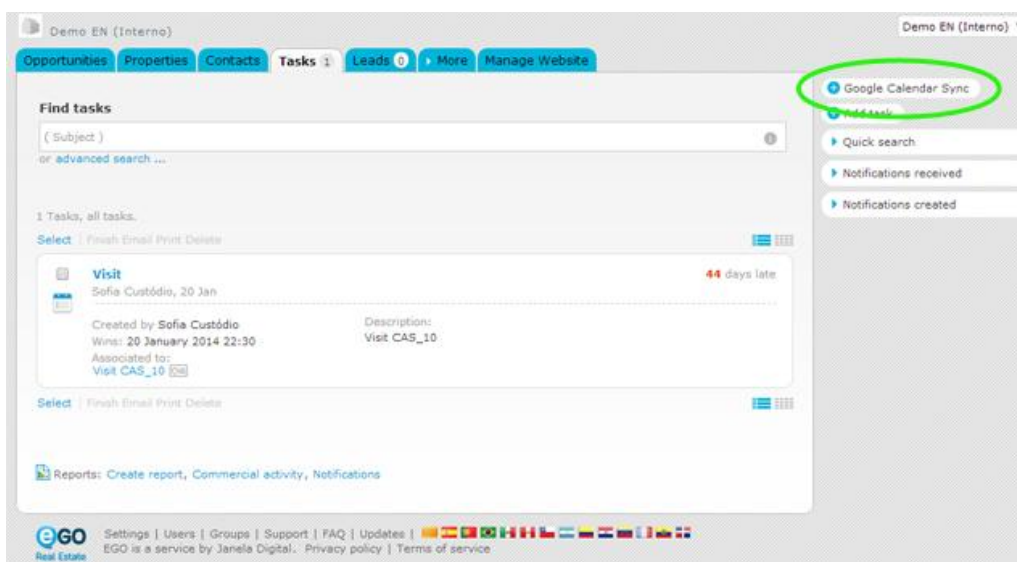 Demo EN (Interno)
Demo EN (Interno)
Opportunities Properties Contacts Tasks 1 Leads 0 More Manage Website
Google Calendar Sync
Add task
Quick search
Notifications received
Notifications created
Find tasks
( Subject )
or advanced search ...
1 Tasks, all tasks.
Select | Finish Email Print Delete
Visit
44 days late
Sofia Custódio, 20 Jan
Created by Sofia Custódio
Wins: 20 January 2014 22:30
Associated to:
Visit CAS_10
Description:
Visit CAS_10
Select | Finish Email Print Delete
Reports: Create report, Commercial activity, Notifications
eGO Real Estate
Settings | Users | Groups | Support | FAQ | Updates |
EGO is a service by Janela Digital. Privacy policy | Terms of service